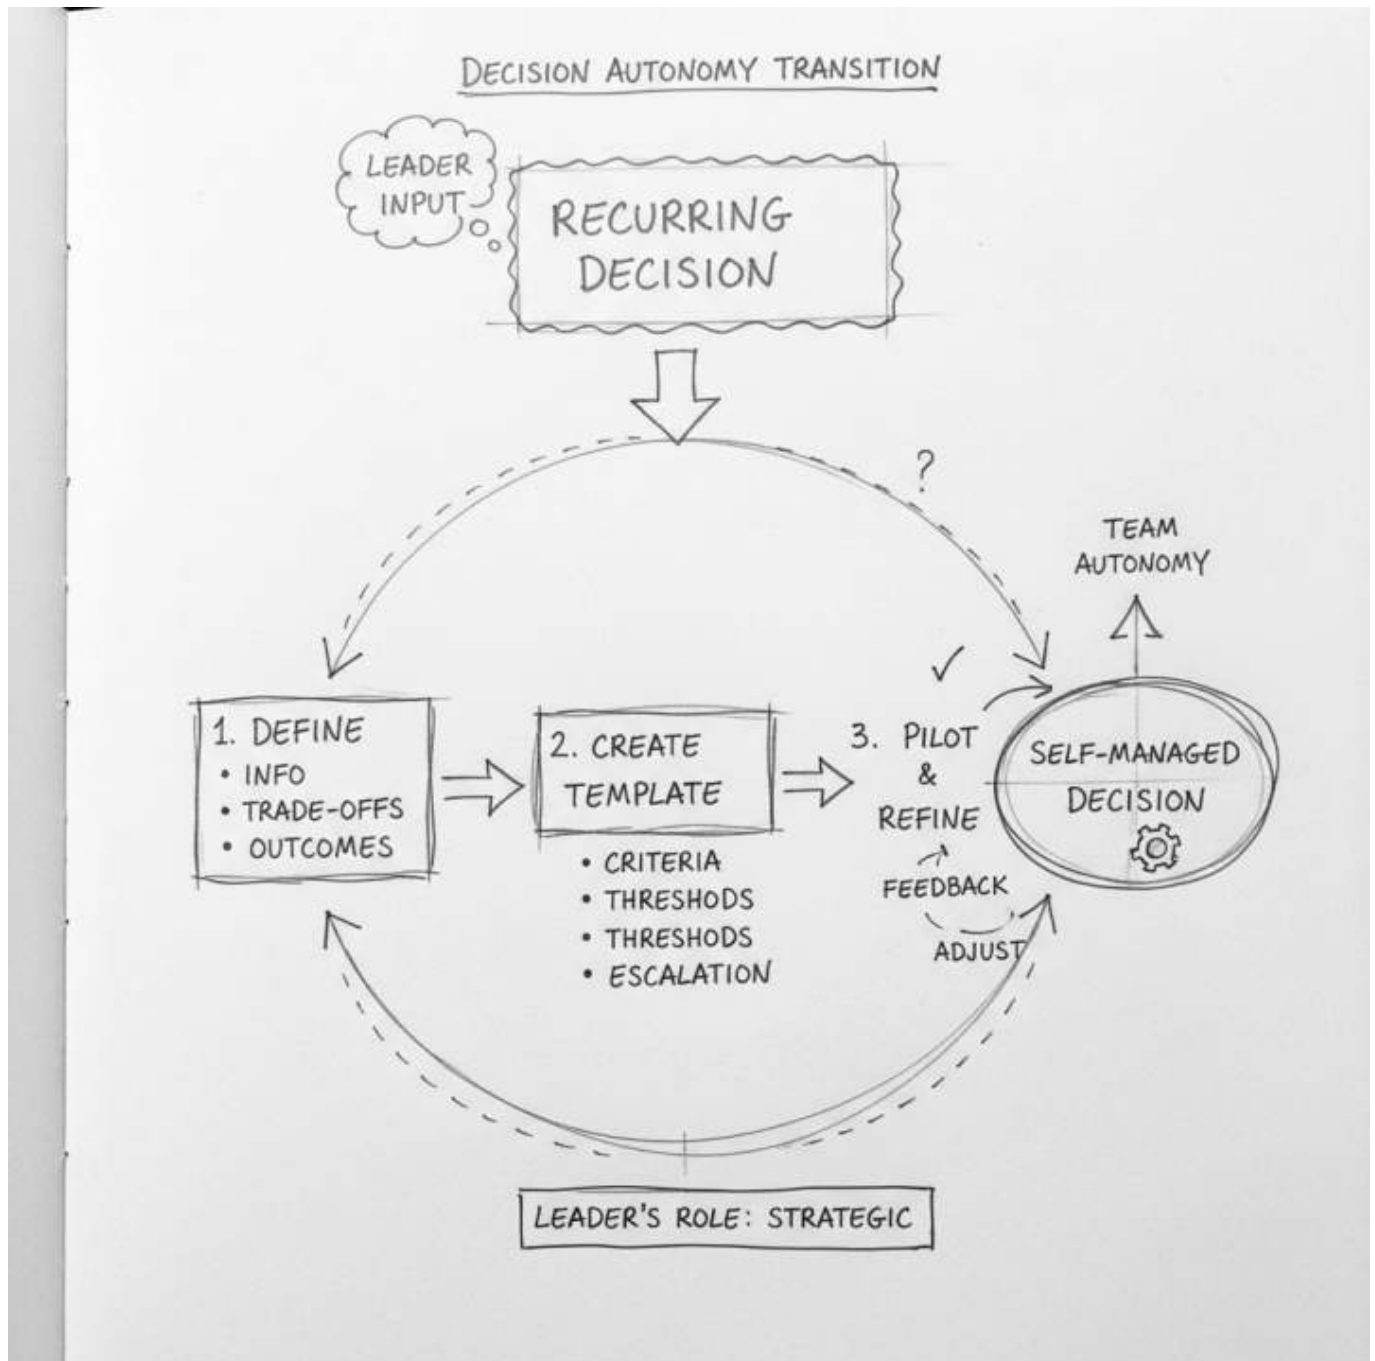 DECISION AUTONOMY TRANSITION
LEADER
INPUT
RECURRING
DECISION
?
TEAM
AUTONOMY
1. DEFINE
• INFO
• TRADE-OFFS
• OUTCOMES
2. CREATE
TEMPLATE
• CRITERIA
• THRESHODS
• THRESHODS
• ESCALATION
3. PILOT
&
REFINE
FEEDBACK
ADJUST
SELF-MANAGED
DECISION
LEADER'S ROLE: STRATEGIC